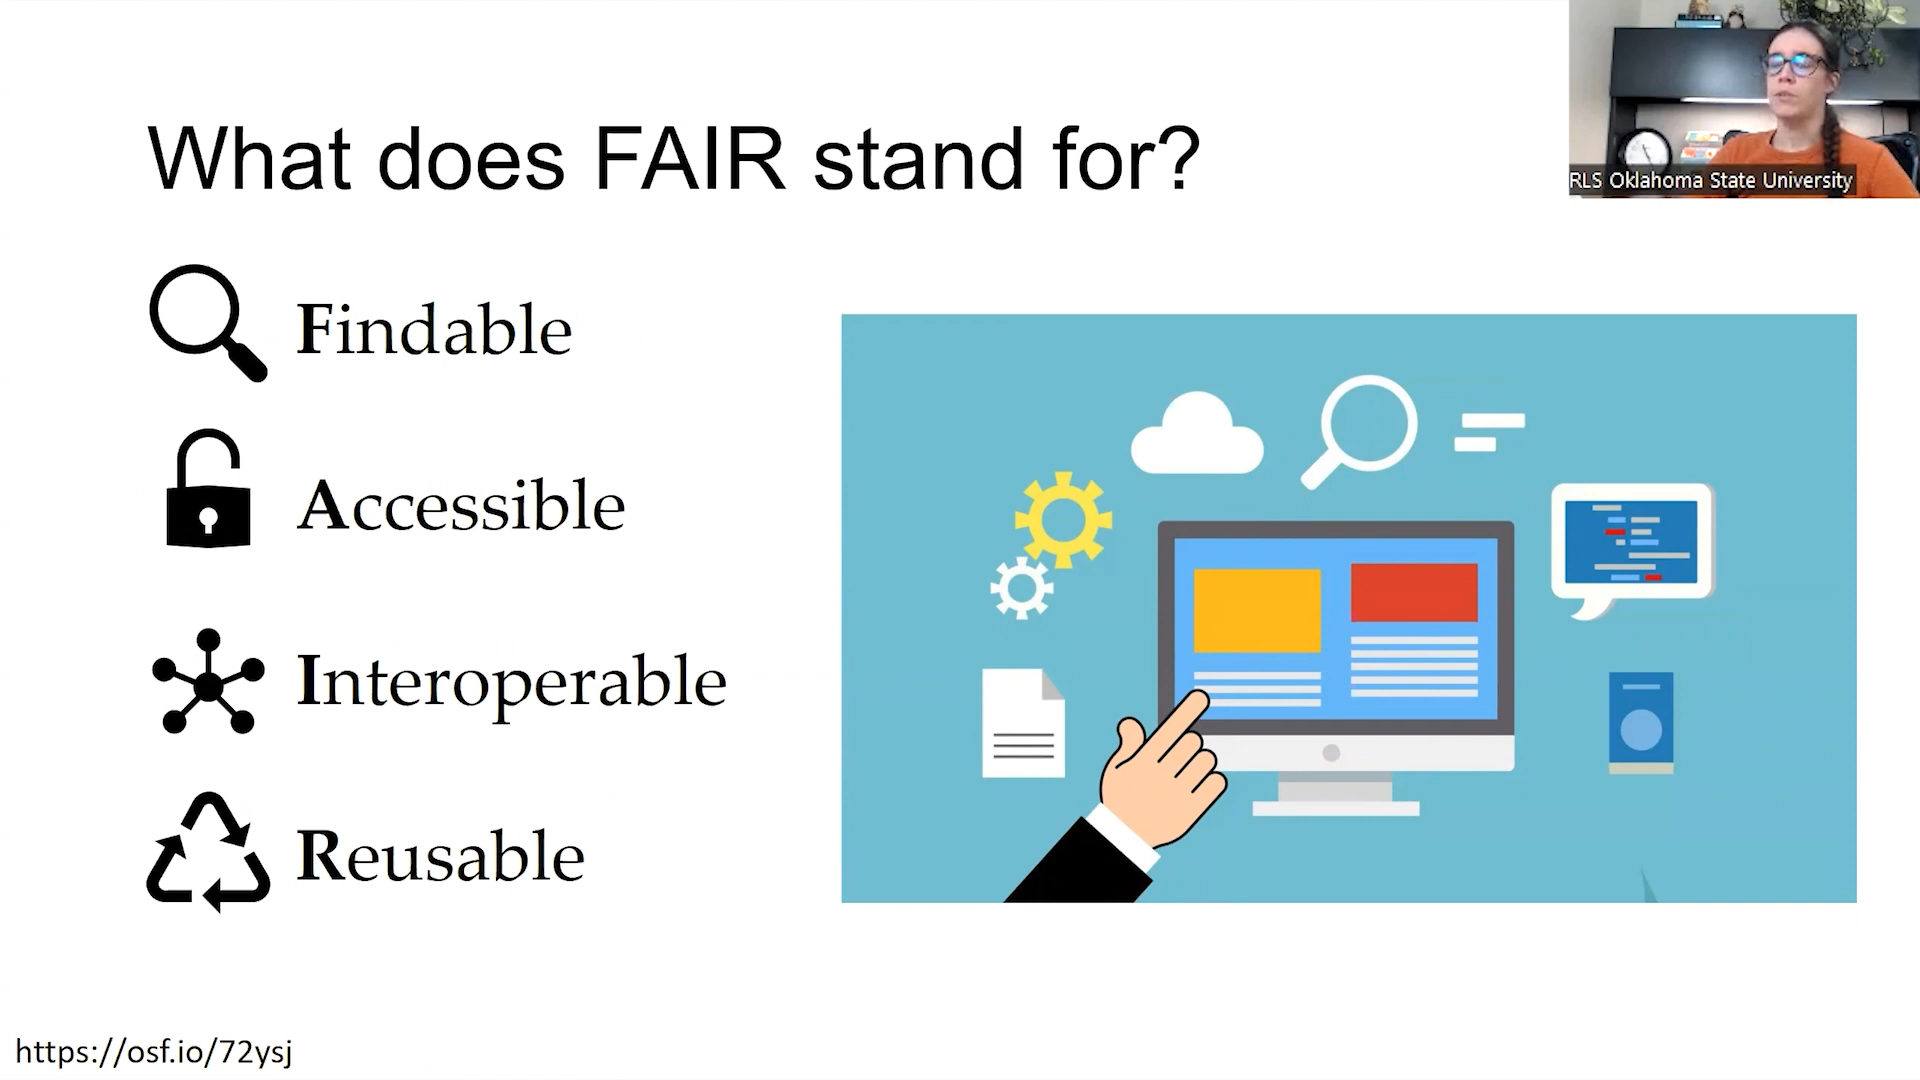 What does FAIR stand for?
RLS Oklahoma State University
Findable
Accessible
Interoperable
Reusable
https://osf.io/72ysj